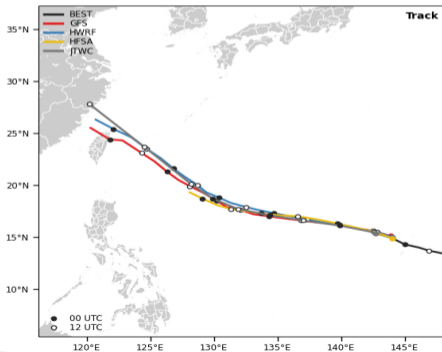 Track
BEST
GFS
HWRF
HFSA
JTWC
35°N
30°N
25°N
20°N
15°N
10°N
00 UTC
12 UTC
120°E
125°E
130°E
135°E
140°E
145°E